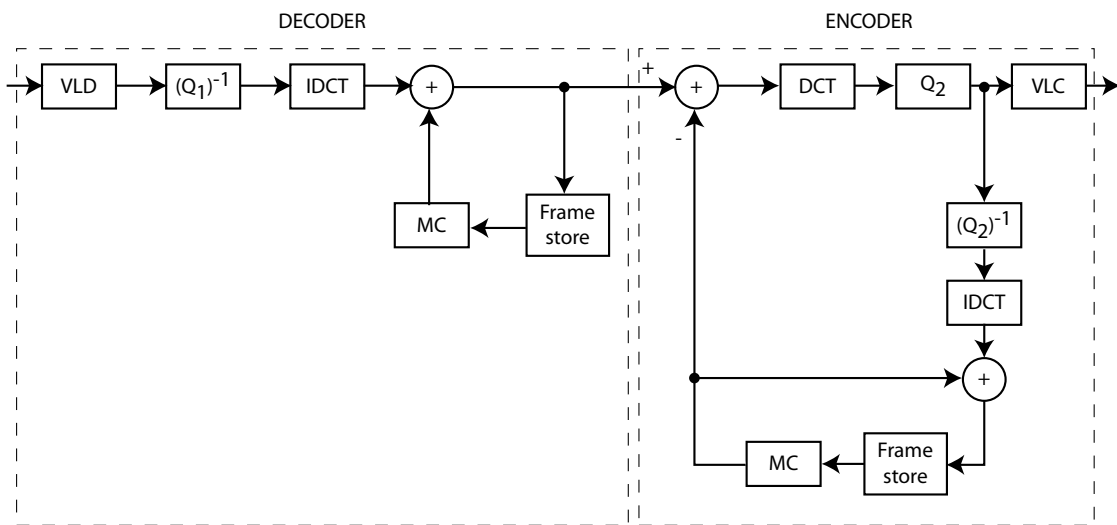 DECODER
ENCODER
VLD
(Q1)-1
IDCT
+
+
+
-
DCT
Q2
VLC
MC
Frame
store
(Q2)-1
IDCT
+
MC
Frame
store